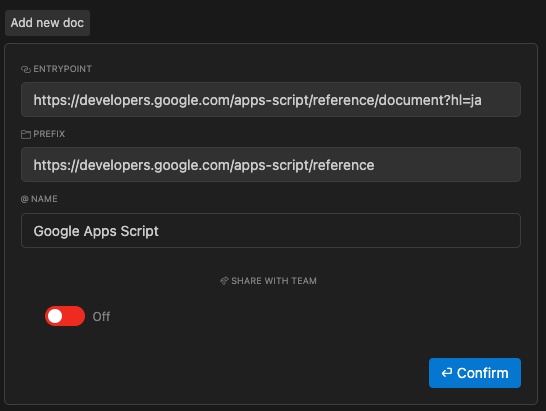 Add new doc
ENTRYPOINT
https://developers.google.com/apps-script/reference/document?hl=ja
PREFIX
https://developers.google.com/apps-script/reference
@ NAME
Google Apps Script
SHARE WITH TEAM
Off
Confirm